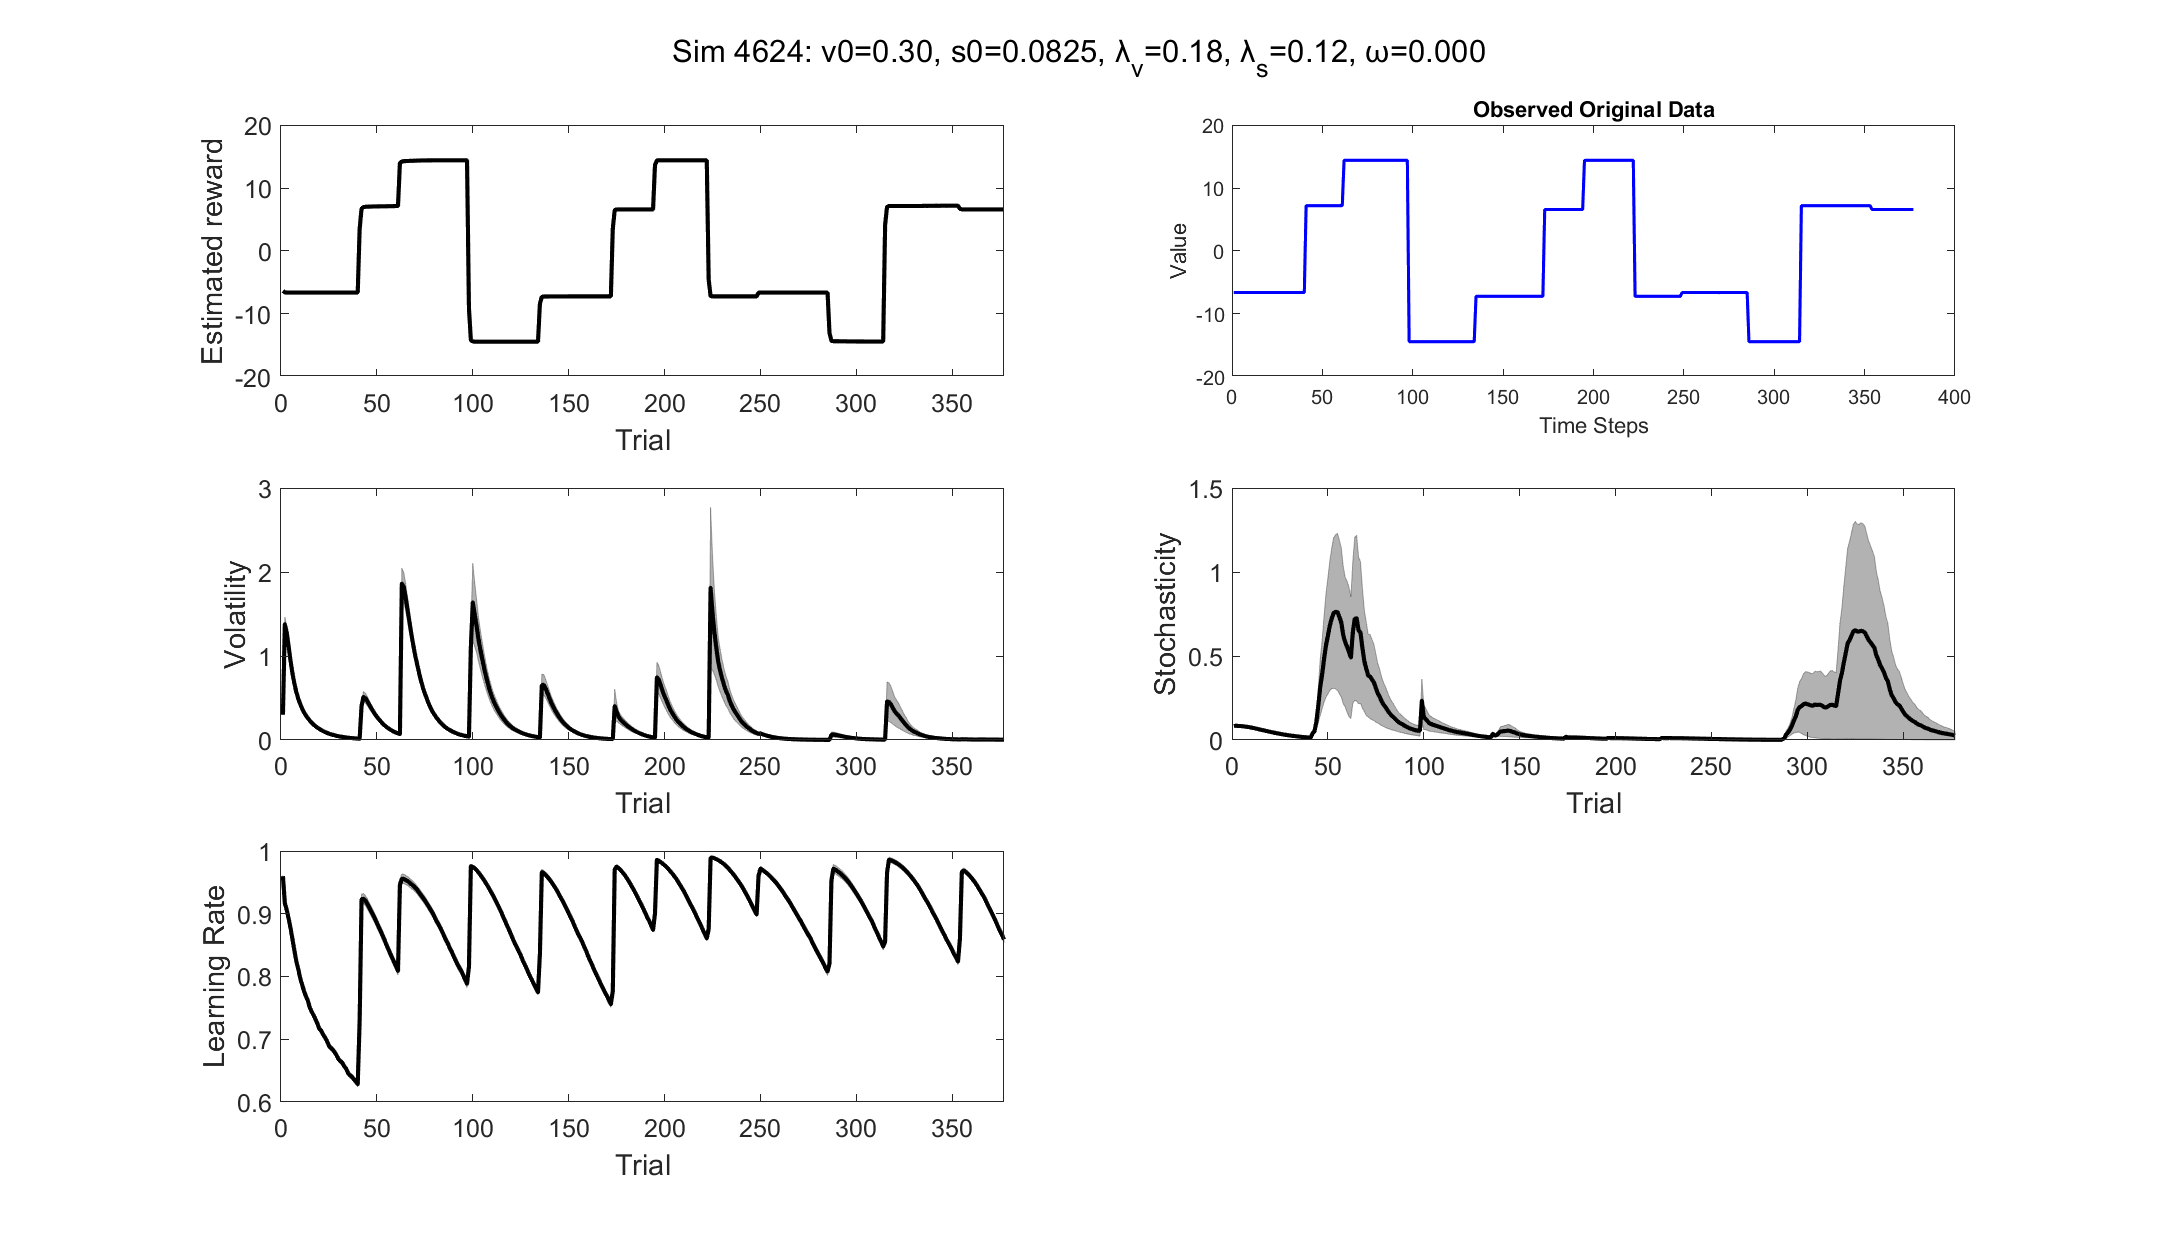 Sim 4624: v0=0.30, s0=0.0825, λ_v=0.18, λ_s=0.12, ω=0.000
Estimated reward
20
10
0
-10
-20
0 50 100 150 200 250 300 350
Trial
Observed Original Data
Value
20
10
0
-10
-20
0 50 100 150 200 250 300 350 400
Time Steps
Volatility
3
2
1
0
0 50 100 150 200 250 300 350
Trial
Stochasticity
1.5
1
0.5
0
0 50 100 150 200 250 300 350
Trial
Learning Rate
1
0.9
0.8
0.7
0.6
0 50 100 150 200 250 300 350
Trial